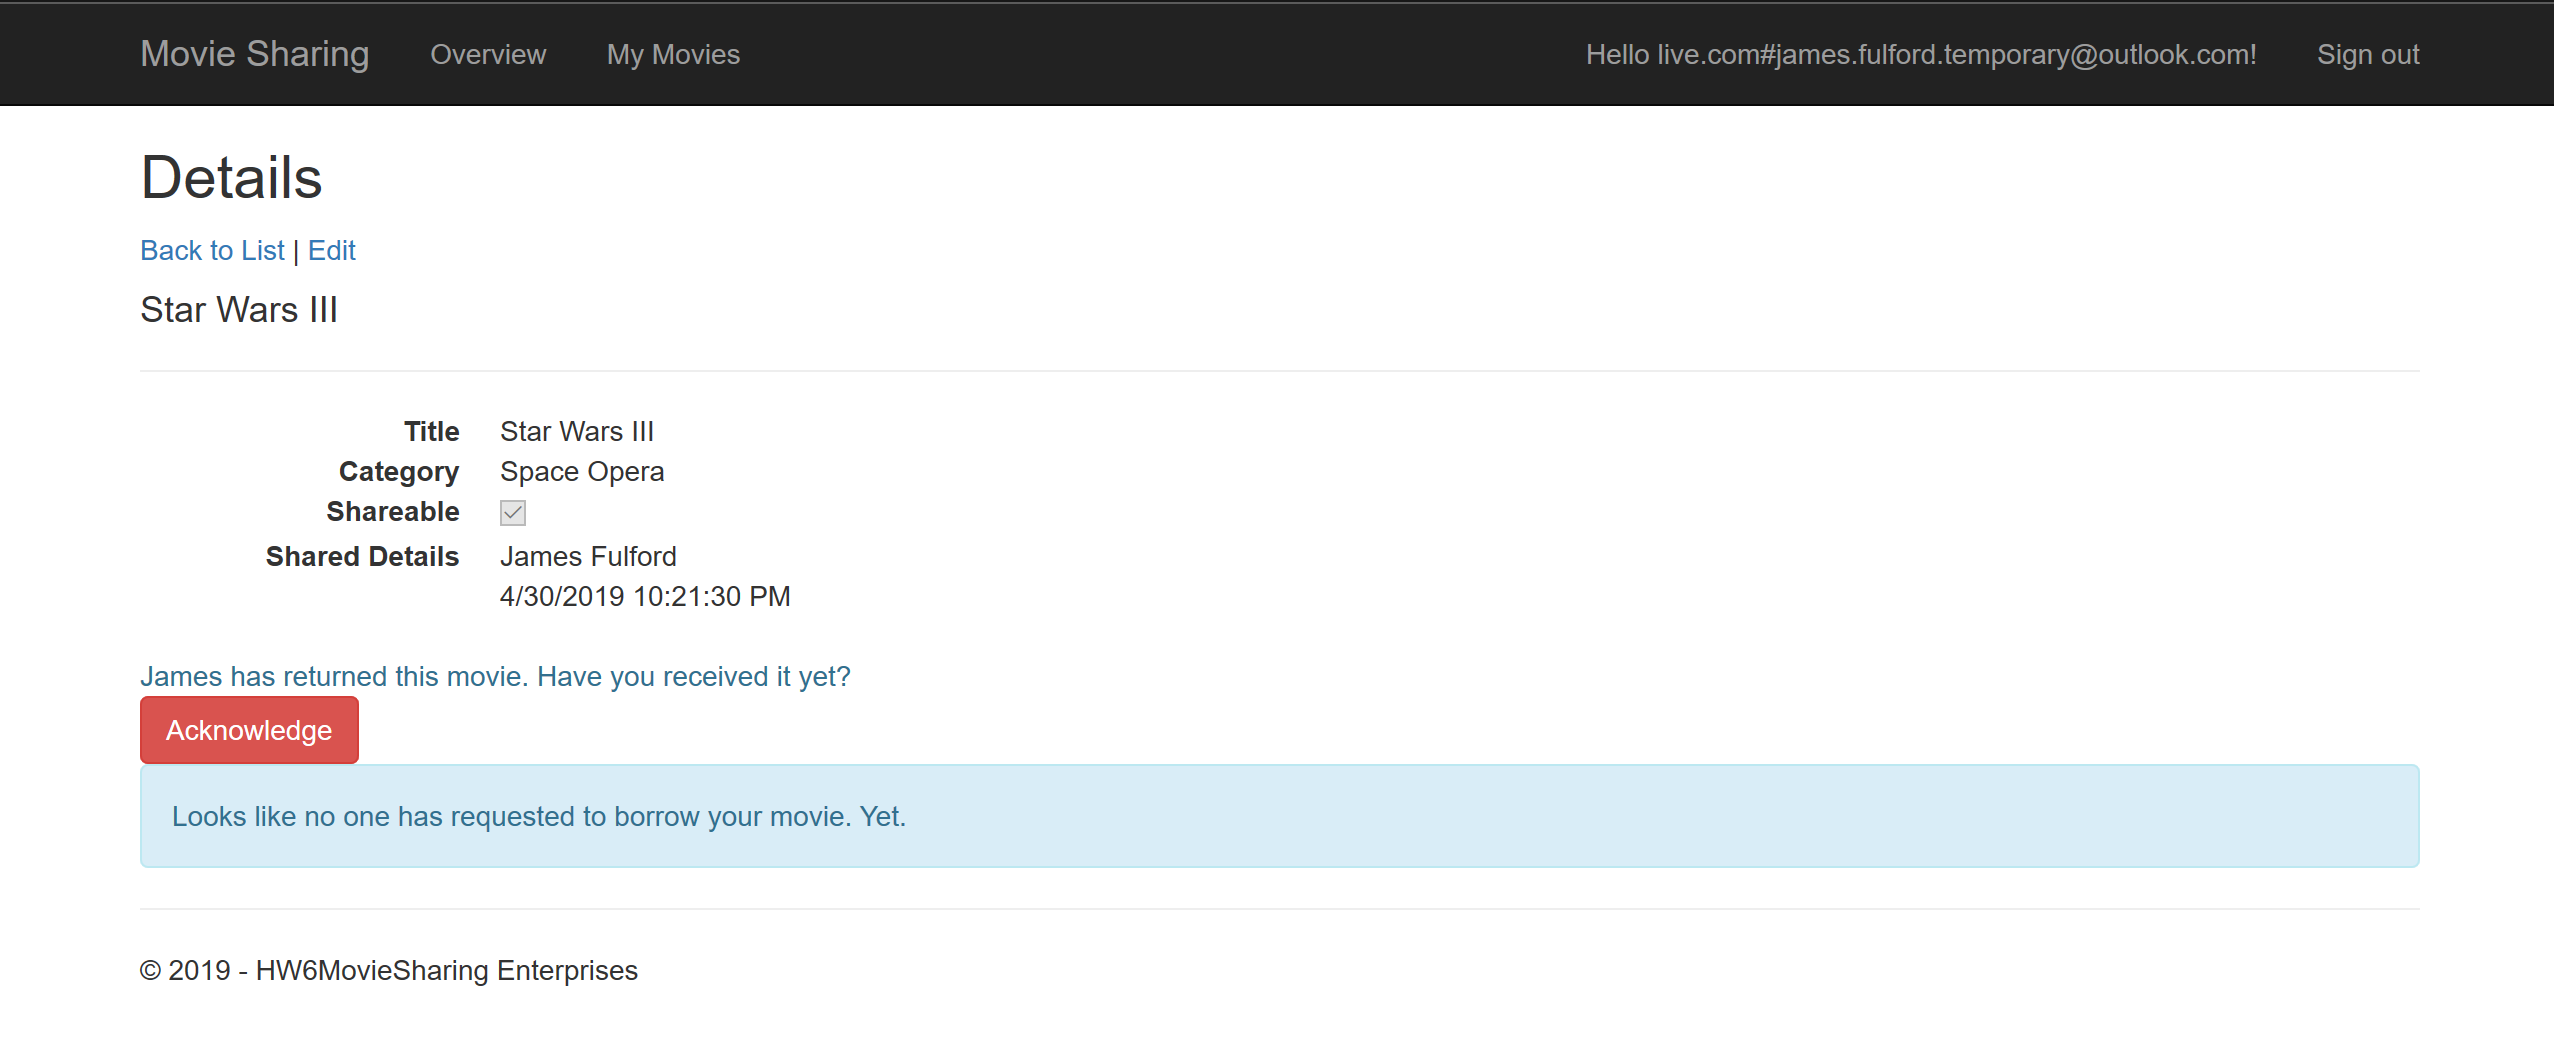 Movie Sharing Overview My Movies Hello live.com#james.fulford.temporary@outlook.com! Sign out
Details
Back to List | Edit
Star Wars III
Title Star Wars III
Category Space Opera
Shareable
Shared Details James Fulford
4/30/2019 10:21:30 PM
James has returned this movie. Have you received it yet?
Acknowledge
Looks like no one has requested to borrow your movie. Yet.
© 2019 - HW6MovieSharing Enterprises